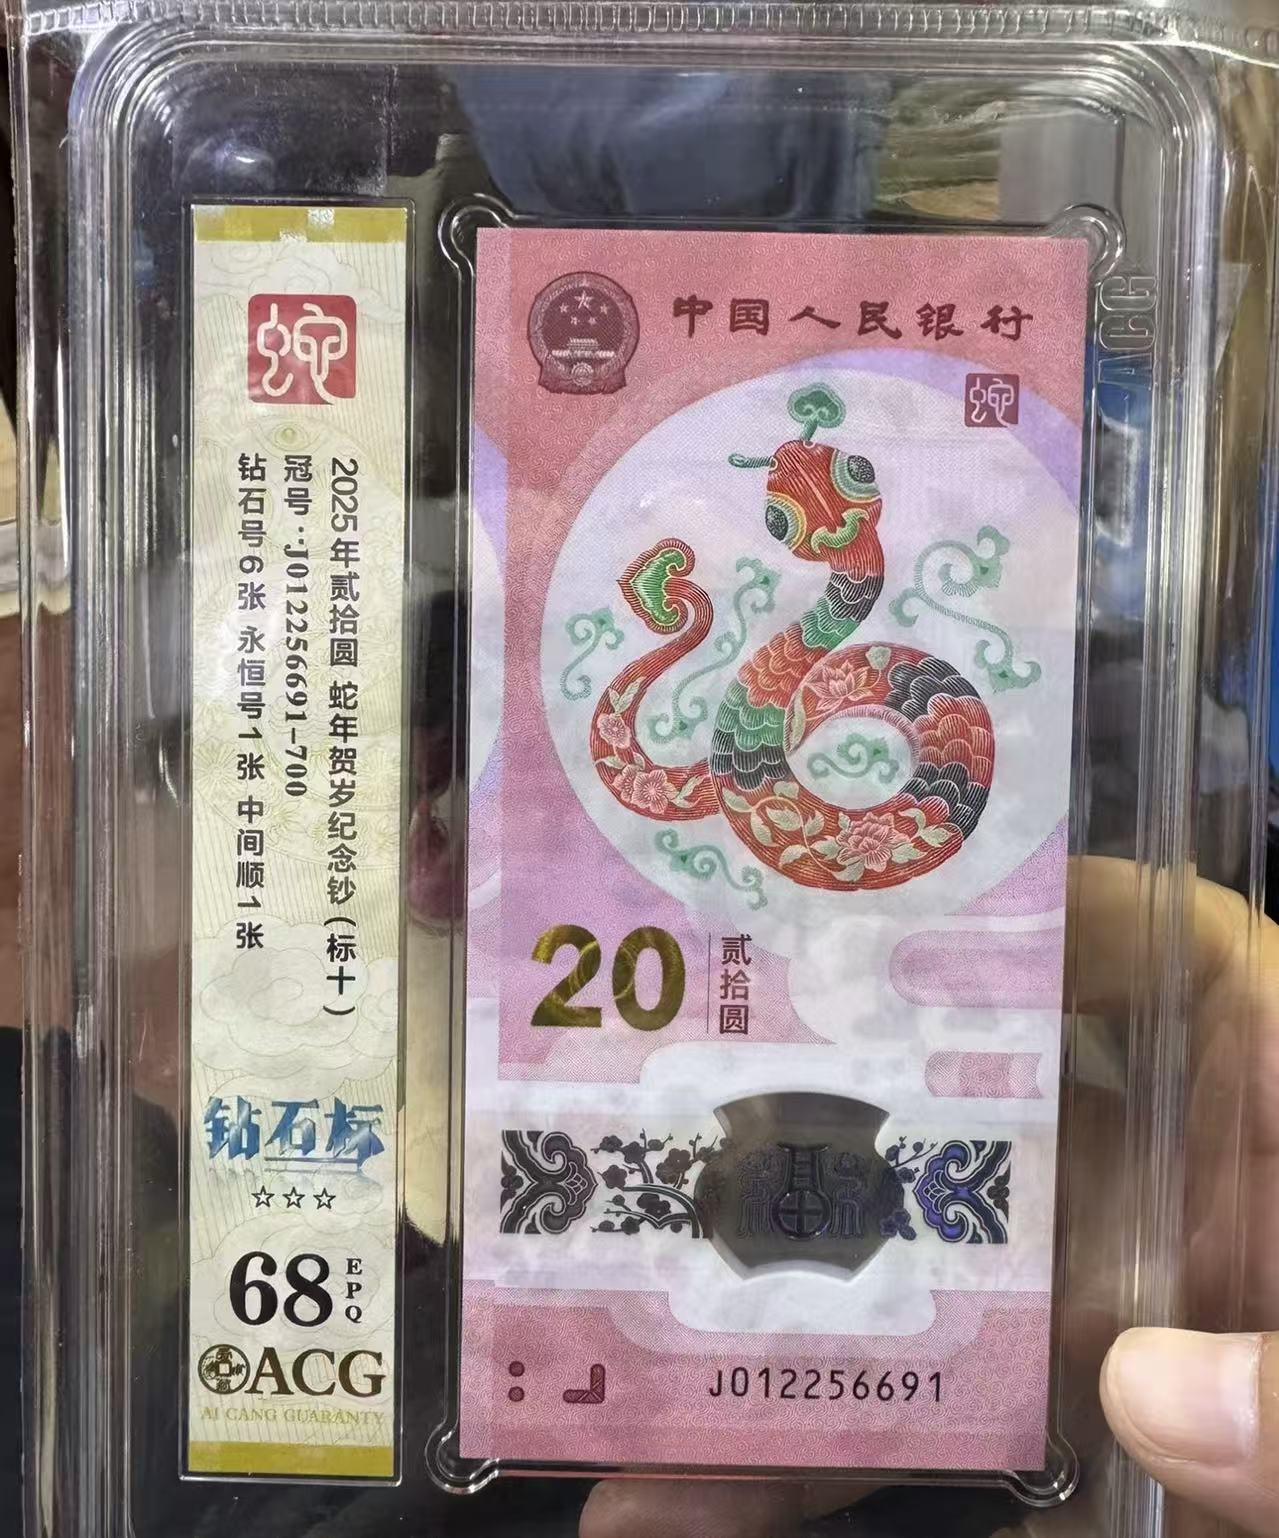 蛇
2025年贰拾圆 蛇年贺岁纪念钞(标十)
冠号:J012256691-700
钻石号6张 永恒号1张 中间顺1张
钻石标
☆☆☆
68
EPQ
ACG
AI CANG GUARANTY
中国人民银行
蛇
20
贰拾圆
J012256691
ACG